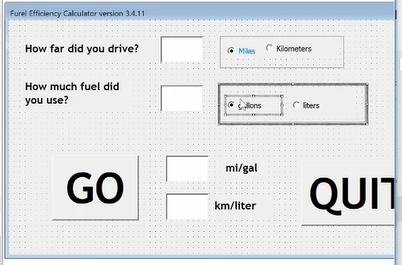 Furel Efficiency Calculator version 3.4.11
How far did you drive? Miles Kilometers
How much fuel did
you use?
gallons liters
GO mi/gal QUIT
km/liter